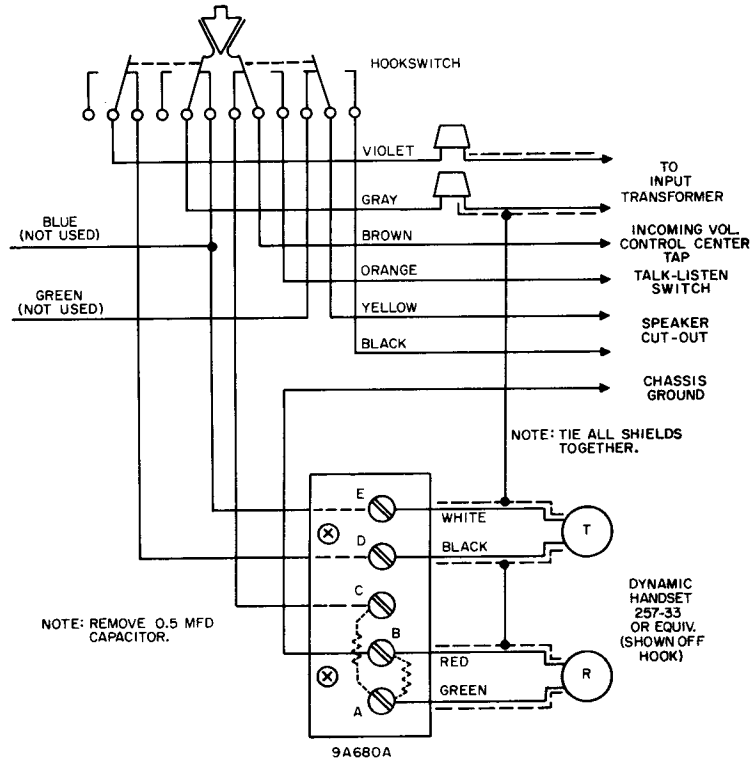 HOOKSWITCH
VIOLET
TO
INPUT
TRANSFORMER
GRAY
BLUE
(NOT USED)
BROWN
INCOMING VOL.
CONTROL CENTER
TAP
ORANGE
TALK-LISTEN
SWITCH
GREEN
(NOT USED)
YELLOW
SPEAKER
CUT-OUT
BLACK
CHASSIS
GROUND
NOTE: TIE ALL SHIELDS
TOGETHER.
E
WHITE
T
D
BLACK
C
NOTE: REMOVE 0.5 MFD
CAPACITOR.
DYNAMIC
HANDSET
257-33
OR EQUIV.
(SHOWN OFF
HOOK)
B
RED
R
GREEN
A
9A680A